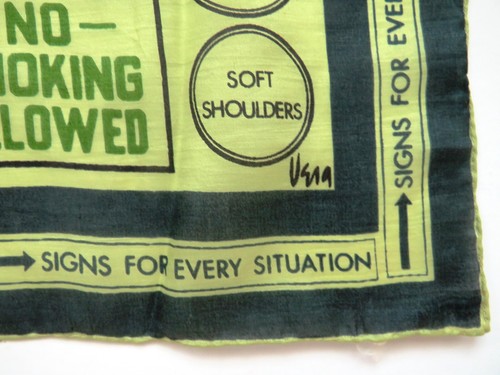 NO—
MOKING
LLOWED
SOFT
SHOULDERS
Vera
→SIGNS FOR EVERY SITUATION
→SIGNS FOR EVE